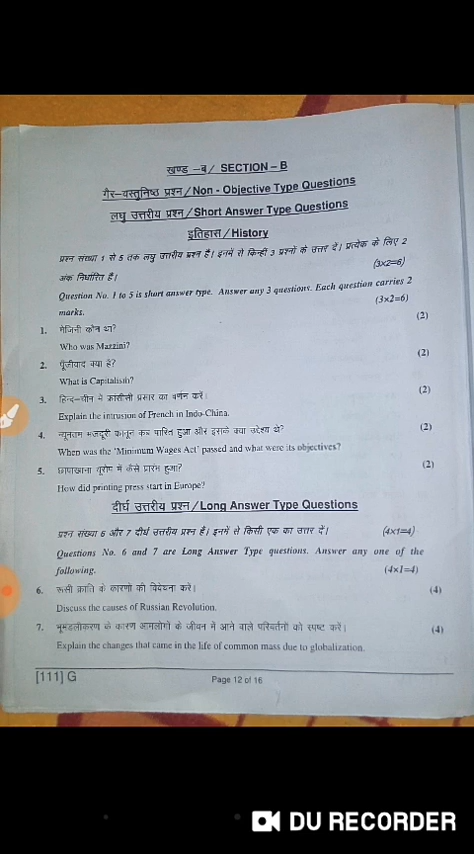 खण्ड -ब / SECTION - B
गैर-वस्तुनिष्ठ प्रश्न / Non - Objective Type Questions
लघु उत्तरीय प्रश्न / Short Answer Type Questions
इतिहास / History
प्रश्न संख्या 1 से 5 तक लघु उत्तरीय प्रश्न हैं। इनमें से किन्हीं 3 प्रश्नों के उत्तर दें। प्रत्येक के लिए 2
अंक निर्धारित हैं। (3×2=6)
Question No. 1 to 5 is short answer type. Answer any 3 questions. Each question carries 2
marks. (3×2=6)
1. मेजिनी कौन था? (2)
Who was Mazzini?
2. पूँजीवाद क्या है? (2)
What is Capitalish?
3. हिन्द-चीन में फ्रांसीसी प्रसार का वर्णन करें। (2)
Explain the intrusion of French in Indo-China.
4. न्यूनतम मजदूरी कानून कब पारित हुआ और इसके क्या उद्देश्य थे? (2)
When was the 'Minimum Wages Act' passed and what were its objectives?
5. छापाखाना यूरोप में कैसे प्रारंभ हुआ? (2)
How did printing press start in Europe?
दीर्घ उत्तरीय प्रश्न / Long Answer Type Questions
प्रश्न संख्या 6 और 7 दीर्घ उत्तरीय प्रश्न हैं। इनमें से किसी एक का उत्तर दें। (4×1=4)
Questions No. 6 and 7 are Long Answer Type questions. Answer any one of the
following. (4×1=4)
6. रूसी क्रांति के कारणों की विवेचना करें। (4)
Discuss the causes of Russian Revolution.
7. भूमंडलीकरण के कारण आमलोगों के जीवन में आने वाले परिवर्तनों को स्पष्ट करें। (4)
Explain the changes that came in the life of common mass due to globalization.
[111] G Page 12 of 16
DU RECORDER